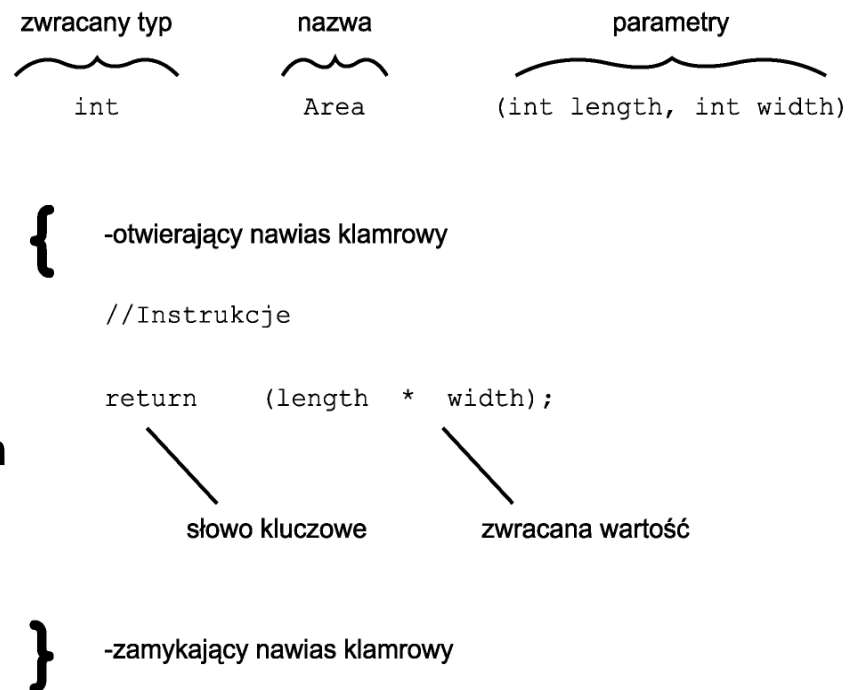 zwracany typ nazwa parametry
int Area (int length, int width)
{ -otwierający nawias klamrowy
//Instrukcje
return (length * width);
słowo kluczowe zwracana wartość
} -zamykający nawias klamrowy